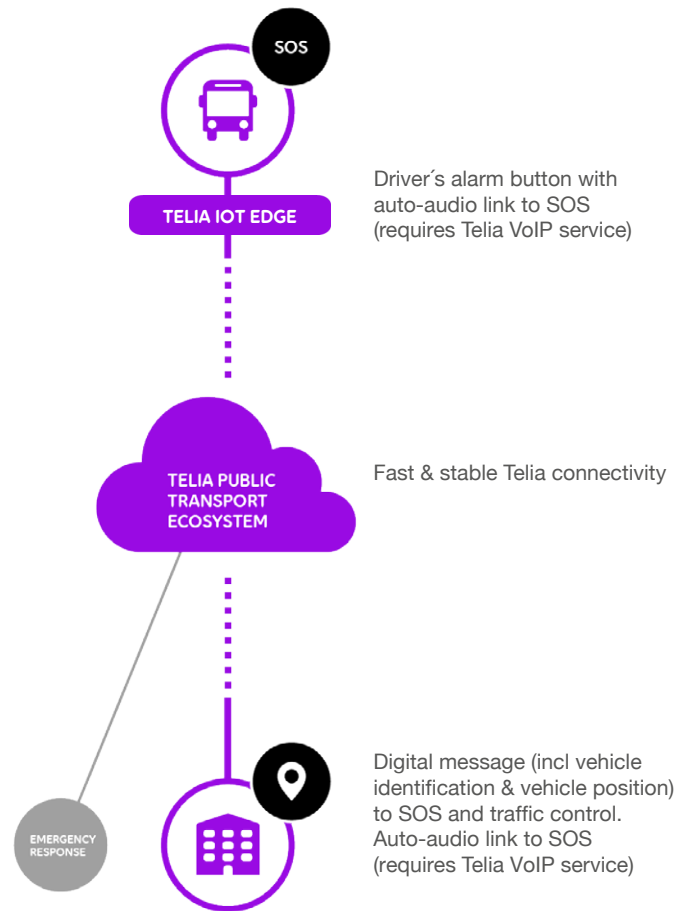 SOS
TELIA IOT EDGE
Driver´s alarm button with
auto-audio link to SOS
(requires Telia VoIP service)
TELIA PUBLIC
TRANSPORT
ECOSYSTEM
Fast & stable Telia connectivity
EMERGENCY
RESPONSE
Digital message (incl vehicle
identification & vehicle position)
to SOS and traffic control.
Auto-audio link to SOS
(requires Telia VoIP service)